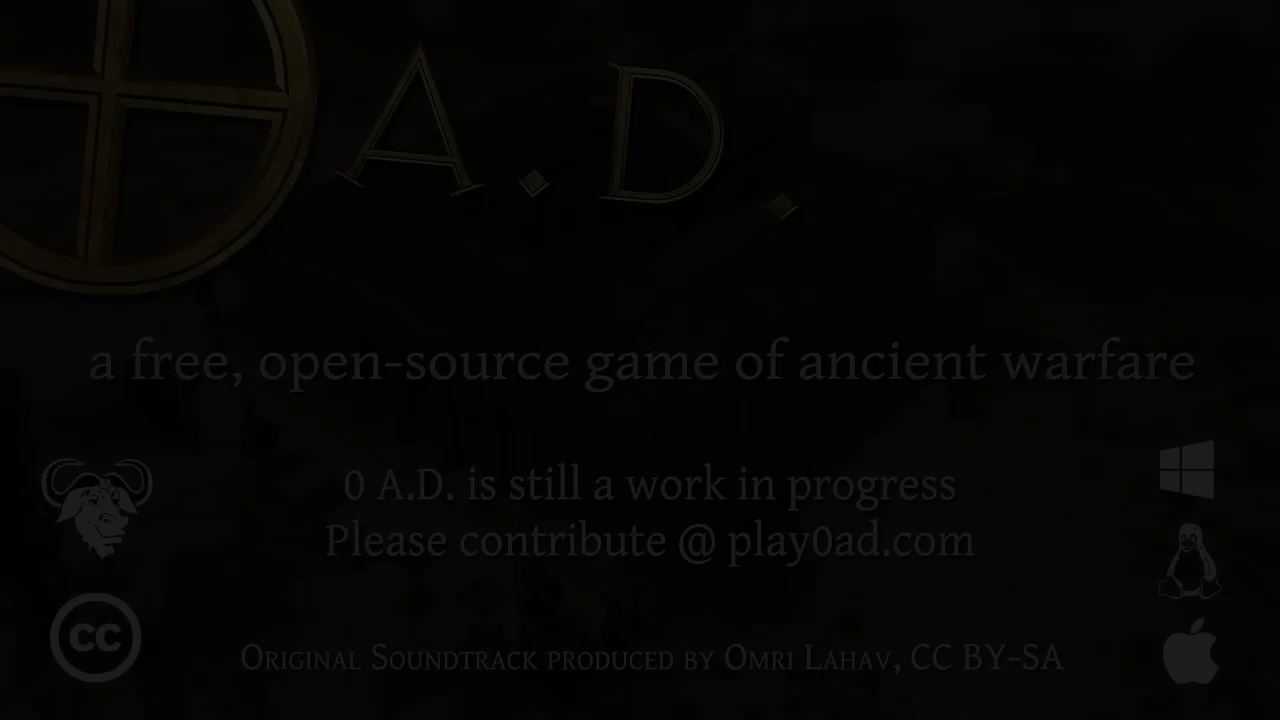 0 A.D.
a free, open-source game of ancient warfare
0 A.D. is still a work in progress
Please contribute @ play0ad.com
cc
Original Soundtrack produced by Omri Lahav, CC BY-SA